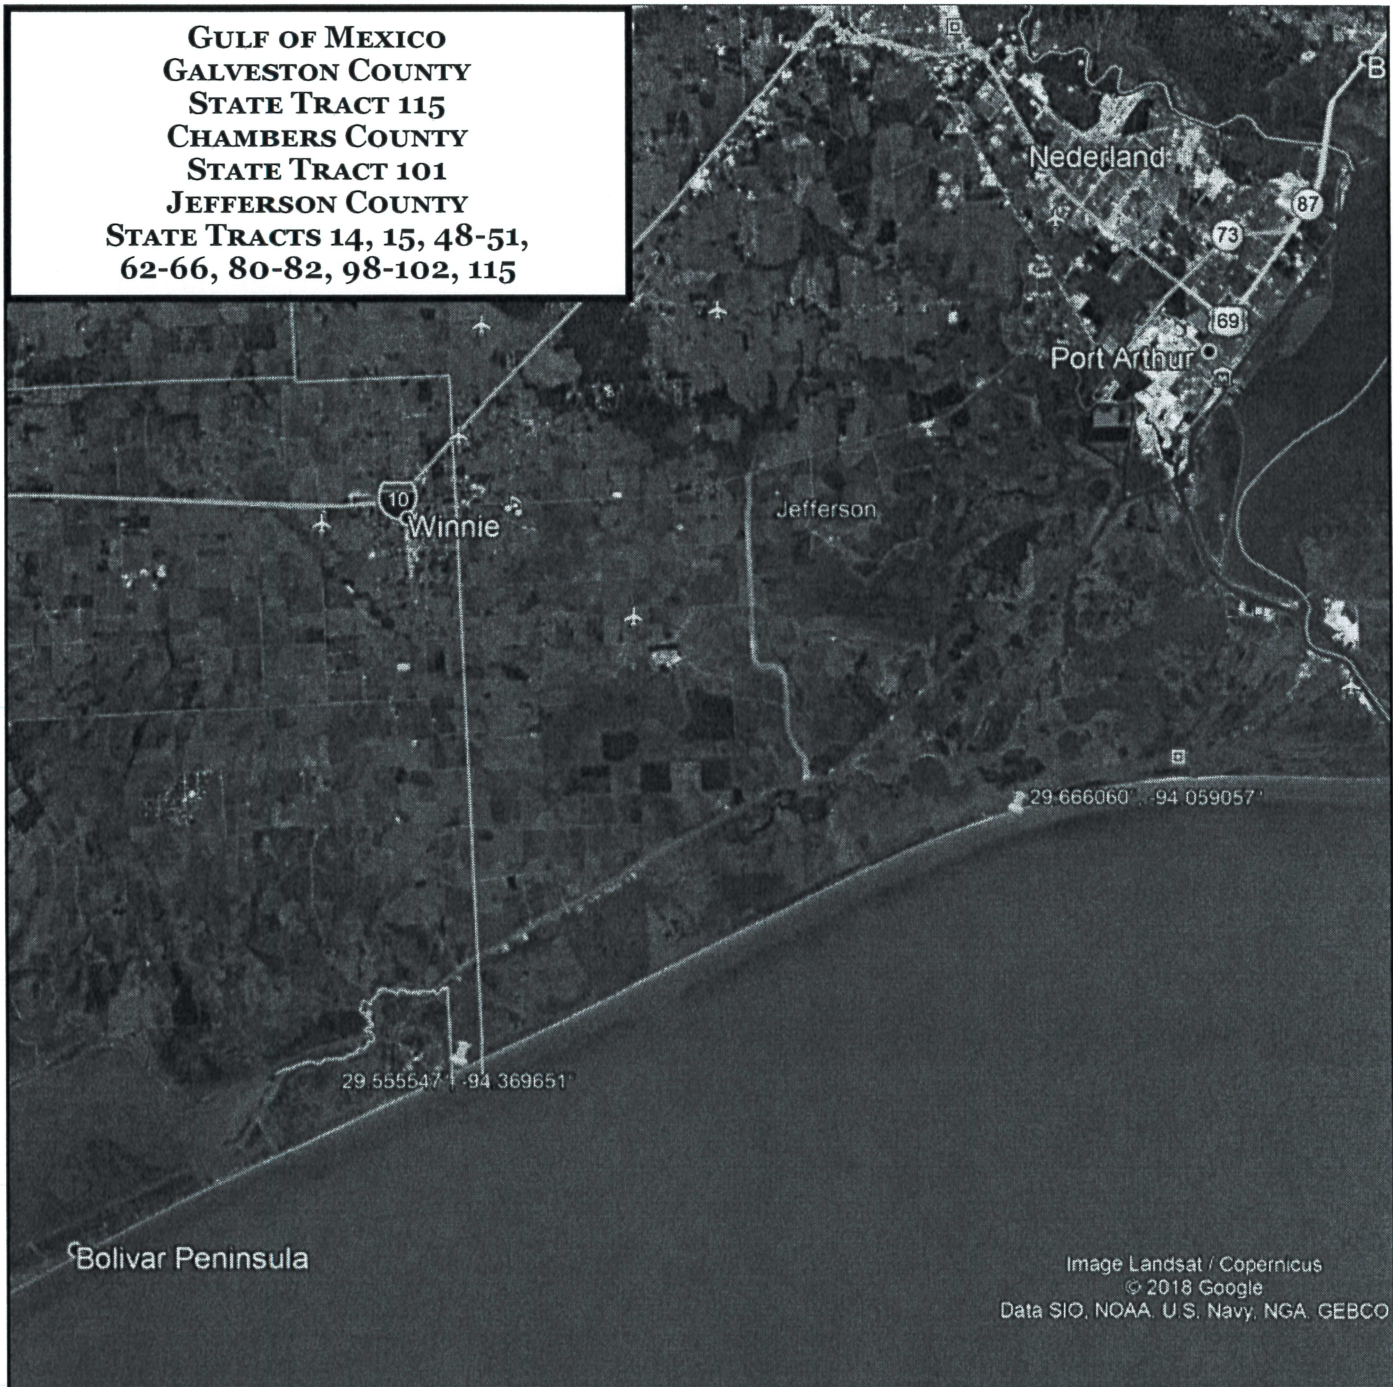 GULF OF MEXICO
GALVESTON COUNTY
STATE TRACT 115
CHAMBERS COUNTY
STATE TRACT 101
JEFFERSON COUNTY
STATE TRACTS 14, 15, 48-51,
62-66, 80-82, 98-102, 115
B
Nederland
87
73
69
Port Arthur
10
Winnie
Jefferson
29.666060° -94.059057°
29.555547° -94.369651°
Bolivar Peninsula
Image Landsat / Copernicus
© 2018 Google
Data SIO, NOAA, U.S. Navy, NGA, GEBCO